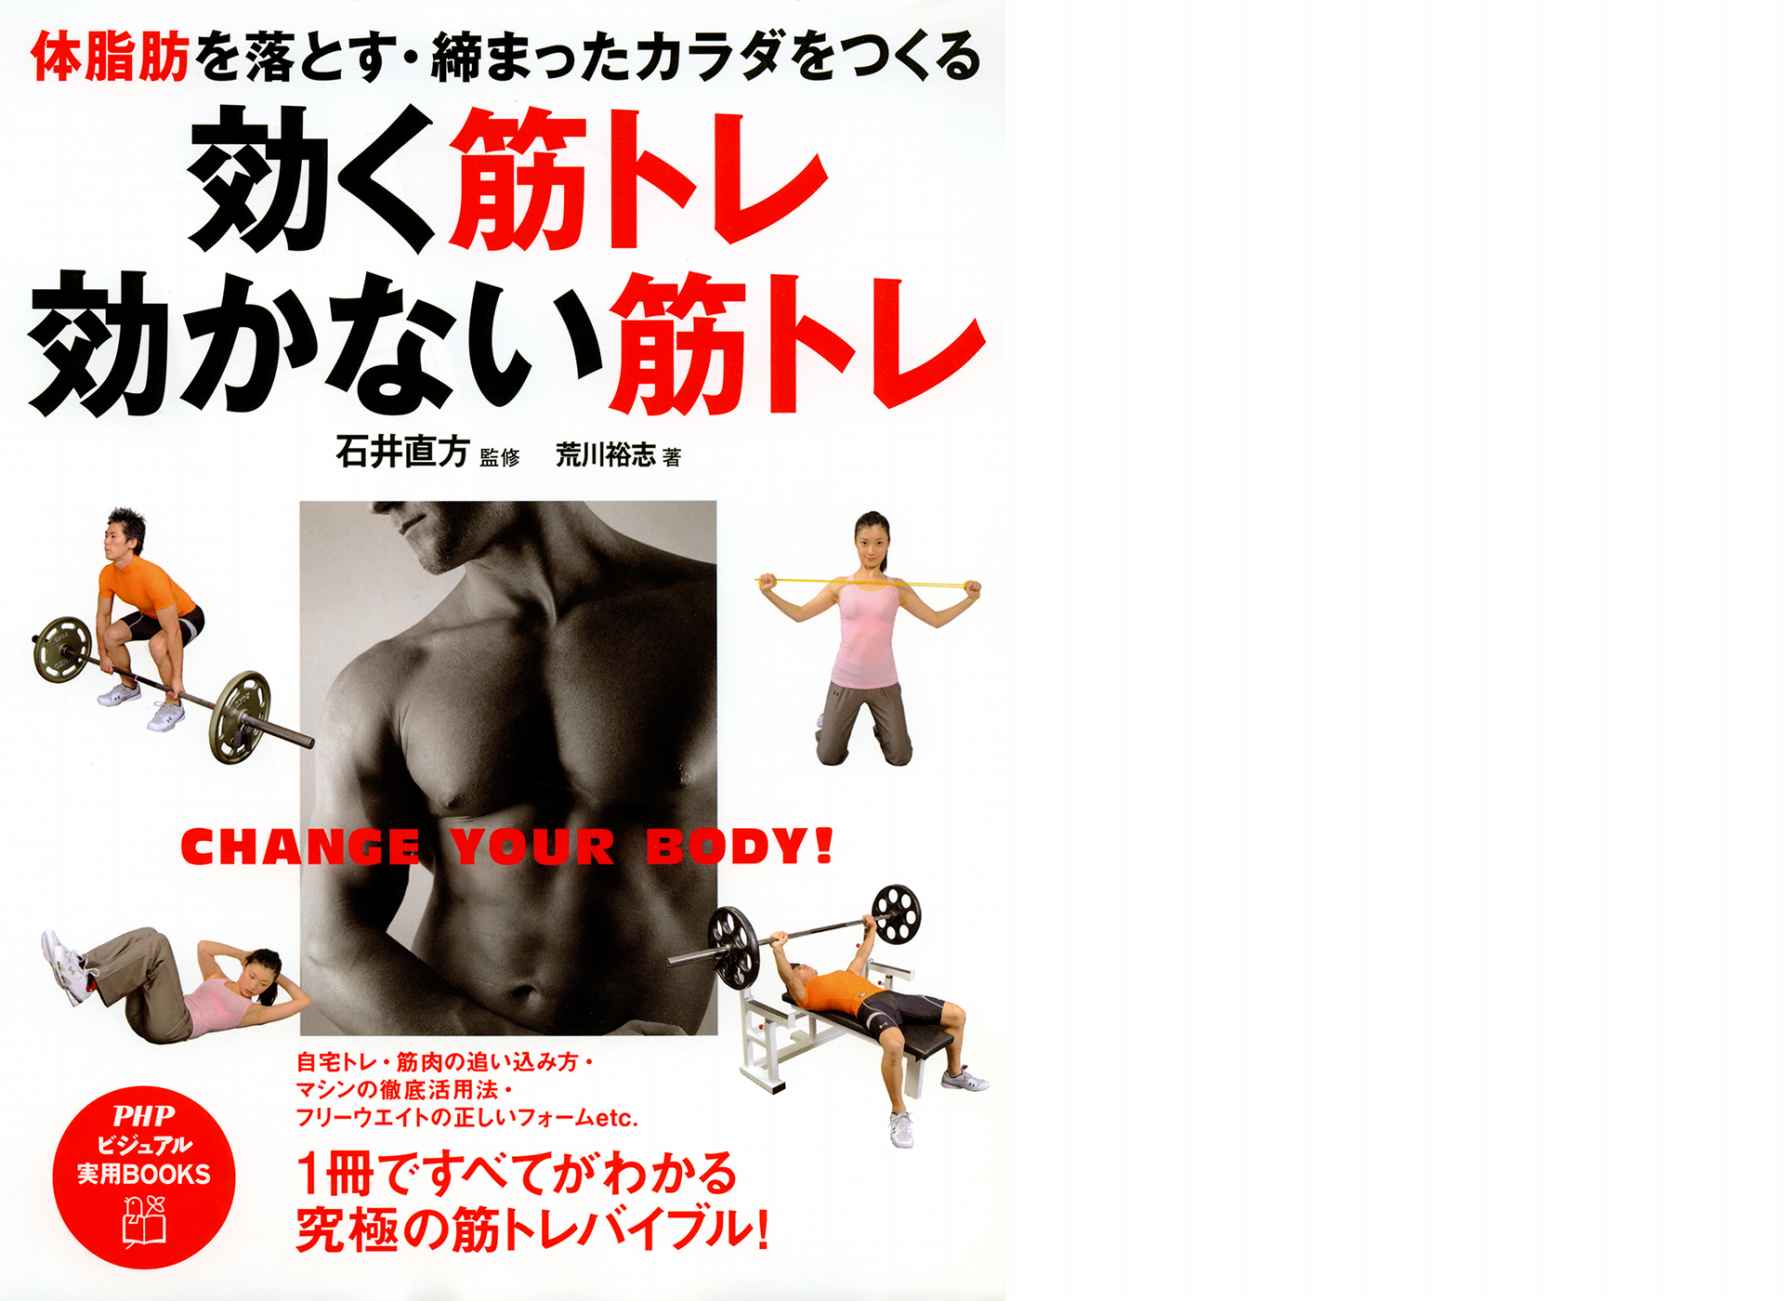 体脂肪を落とす・締まったカラダをつくる
効く筋トレ
効かない筋トレ
石井直方 監修 荒川裕志 著
CHANGE YOUR BODY!
自宅トレ・筋肉の追い込み方・
マシンの徹底活用法・
フリーウエイトの正しいフォームetc.
1冊ですべてがわかる
究極の筋トレバイブル!
PHP
ビジュアル
実用BOOKS